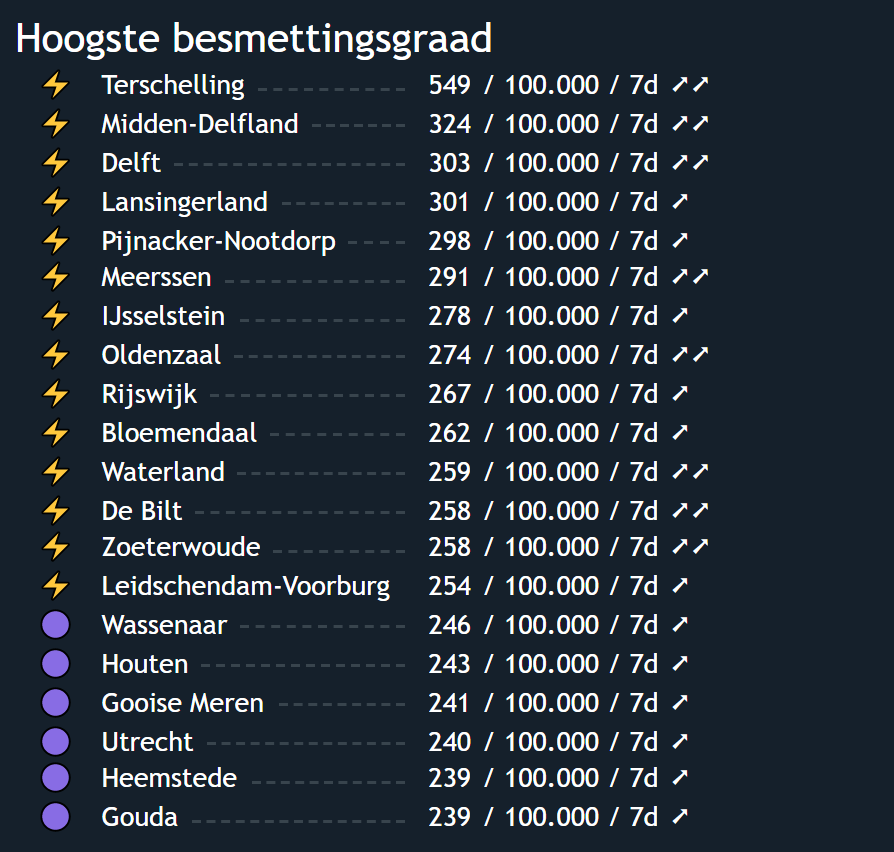 Hoogste besmettingsgraad
⚡ Terschelling 549 / 100.000 / 7d ➚➚
⚡ Midden-Delfland 324 / 100.000 / 7d ➚➚
⚡ Delft 303 / 100.000 / 7d ➚➚
⚡ Lansingerland 301 / 100.000 / 7d ➚
⚡ Pijnacker-Nootdorp 298 / 100.000 / 7d ➚
⚡ Meerssen 291 / 100.000 / 7d ➚➚
⚡ IJsselstein 278 / 100.000 / 7d ➚
⚡ Oldenzaal 274 / 100.000 / 7d ➚➚
⚡ Rijswijk 267 / 100.000 / 7d ➚
⚡ Bloemendaal 262 / 100.000 / 7d ➚
⚡ Waterland 259 / 100.000 / 7d ➚➚
⚡ De Bilt 258 / 100.000 / 7d ➚➚
⚡ Zoeterwoude 258 / 100.000 / 7d ➚➚
⚡ Leidschendam-Voorburg 254 / 100.000 / 7d ➚
🟣 Wassenaar 246 / 100.000 / 7d ➚
🟣 Houten 243 / 100.000 / 7d ➚
🟣 Gooise Meren 241 / 100.000 / 7d ➚
🟣 Utrecht 240 / 100.000 / 7d ➚
🟣 Heemstede 239 / 100.000 / 7d ➚
🟣 Gouda 239 / 100.000 / 7d ➚